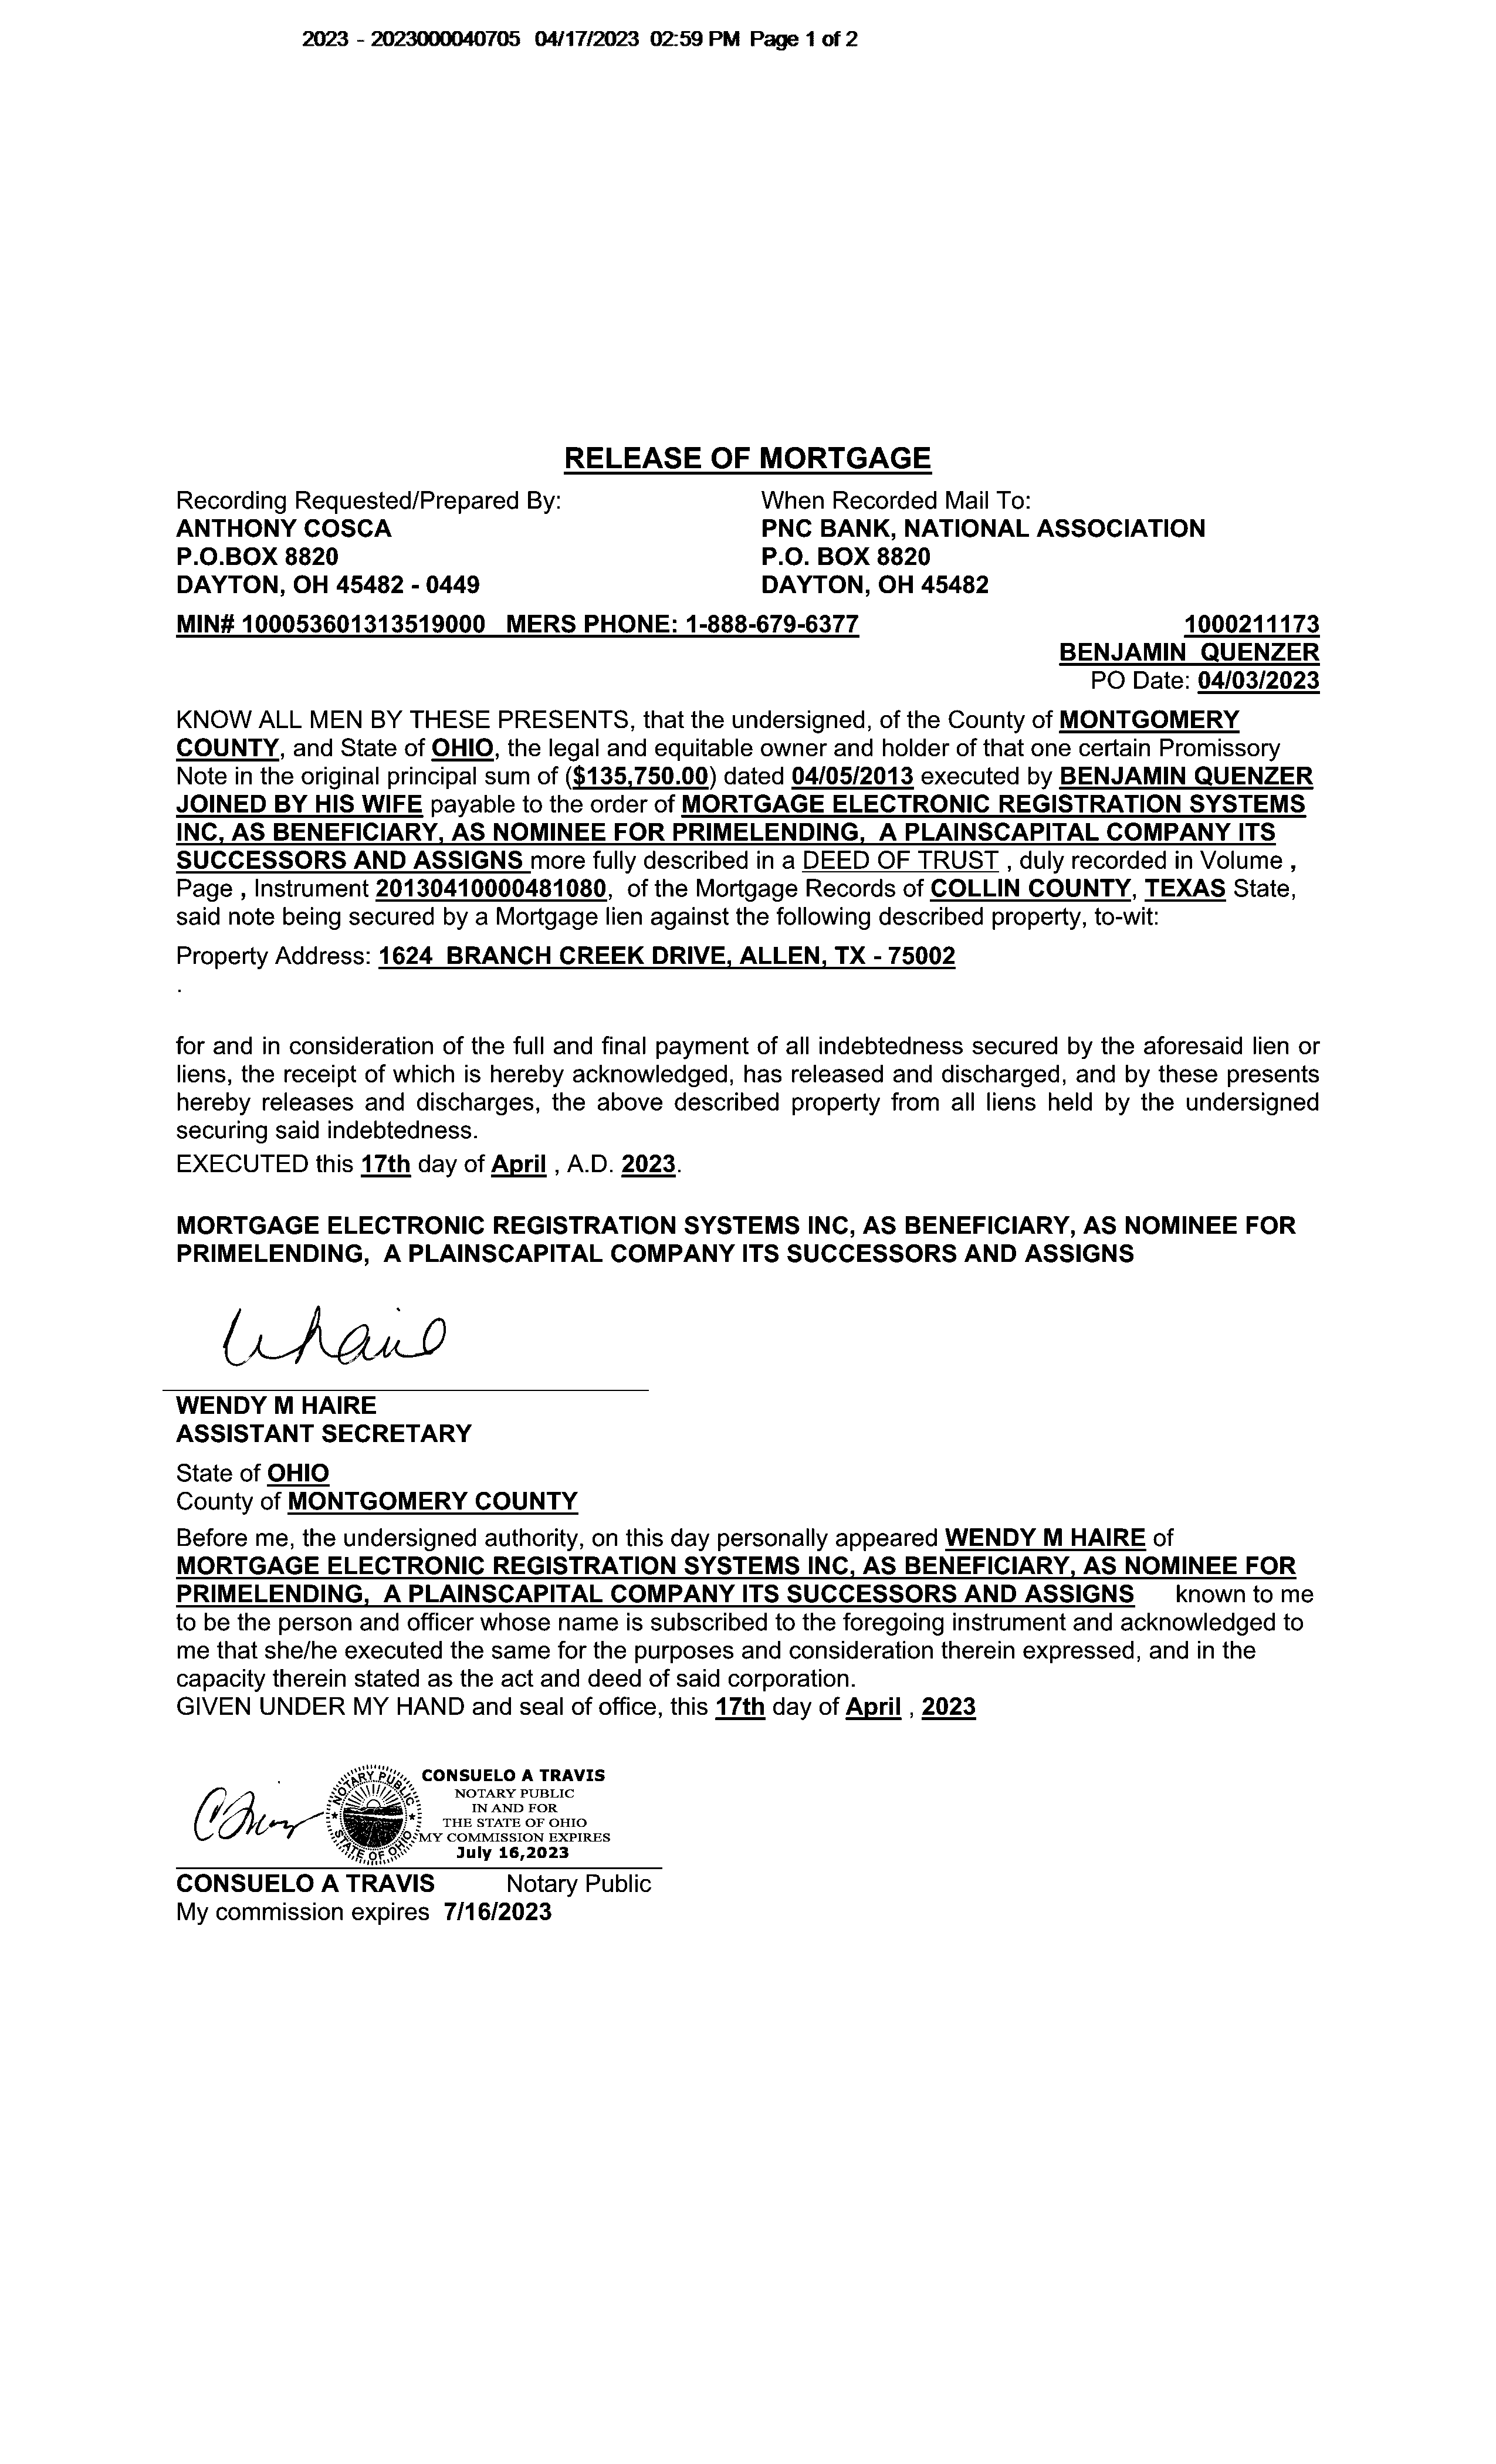 2023 - 2023000040705 04/17/2023 02:59 PM Page 1 of 2
RELEASE OF MORTGAGE
Recording Requested/Prepared By:
ANTHONY COSCA
P.O.BOX 8820
DAYTON, OH 45482 - 0449
When Recorded Mail To:
PNC BANK, NATIONAL ASSOCIATION
P.O. BOX 8820
DAYTON, OH 45482
MIN# 100053601313519000 MERS PHONE: 1-888-679-6377
1000211173
BENJAMIN QUENZER
PO Date: 04/03/2023
KNOW ALL MEN BY THESE PRESENTS, that the undersigned, of the County of MONTGOMERY
COUNTY, and State of OHIO, the legal and equitable owner and holder of that one certain Promissory
Note in the original principal sum of ($135,750.00) dated 04/05/2013 executed by BENJAMIN QUENZER
JOINED BY HIS WIFE payable to the order of MORTGAGE ELECTRONIC REGISTRATION SYSTEMS
INC, AS BENEFICIARY, AS NOMINEE FOR PRIMELENDING, A PLAINSCAPITAL COMPANY ITS
SUCCESSORS AND ASSIGNS more fully described in a DEED OF TRUST , duly recorded in Volume ,
Page , Instrument 20130410000481080, of the Mortgage Records of COLLIN COUNTY, TEXAS State,
said note being secured by a Mortgage lien against the following described property, to-wit:
Property Address: 1624 BRANCH CREEK DRIVE, ALLEN, TX - 75002
.
for and in consideration of the full and final payment of all indebtedness secured by the aforesaid lien or
liens, the receipt of which is hereby acknowledged, has released and discharged, and by these presents
hereby releases and discharges, the above described property from all liens held by the undersigned
securing said indebtedness.
EXECUTED this 17th day of April , A.D. 2023.
MORTGAGE ELECTRONIC REGISTRATION SYSTEMS INC, AS BENEFICIARY, AS NOMINEE FOR
PRIMELENDING, A PLAINSCAPITAL COMPANY ITS SUCCESSORS AND ASSIGNS
WENDY M HAIRE
ASSISTANT SECRETARY
State of OHIO
County of MONTGOMERY COUNTY
Before me, the undersigned authority, on this day personally appeared WENDY M HAIRE of
MORTGAGE ELECTRONIC REGISTRATION SYSTEMS INC, AS BENEFICIARY, AS NOMINEE FOR
PRIMELENDING, A PLAINSCAPITAL COMPANY ITS SUCCESSORS AND ASSIGNS known to me
to be the person and officer whose name is subscribed to the foregoing instrument and acknowledged to
me that she/he executed the same for the purposes and consideration therein expressed, and in the
capacity therein stated as the act and deed of said corporation.
GIVEN UNDER MY HAND and seal of office, this 17th day of April , 2023
NOTARY PUBLIC
STATE OF OHIO
CONSUELO A TRAVIS
NOTARY PUBLIC
IN AND FOR
THE STATE OF OHIO
MY COMMISSION EXPIRES
July 16,2023
CONSUELO A TRAVIS Notary Public
My commission expires 7/16/2023